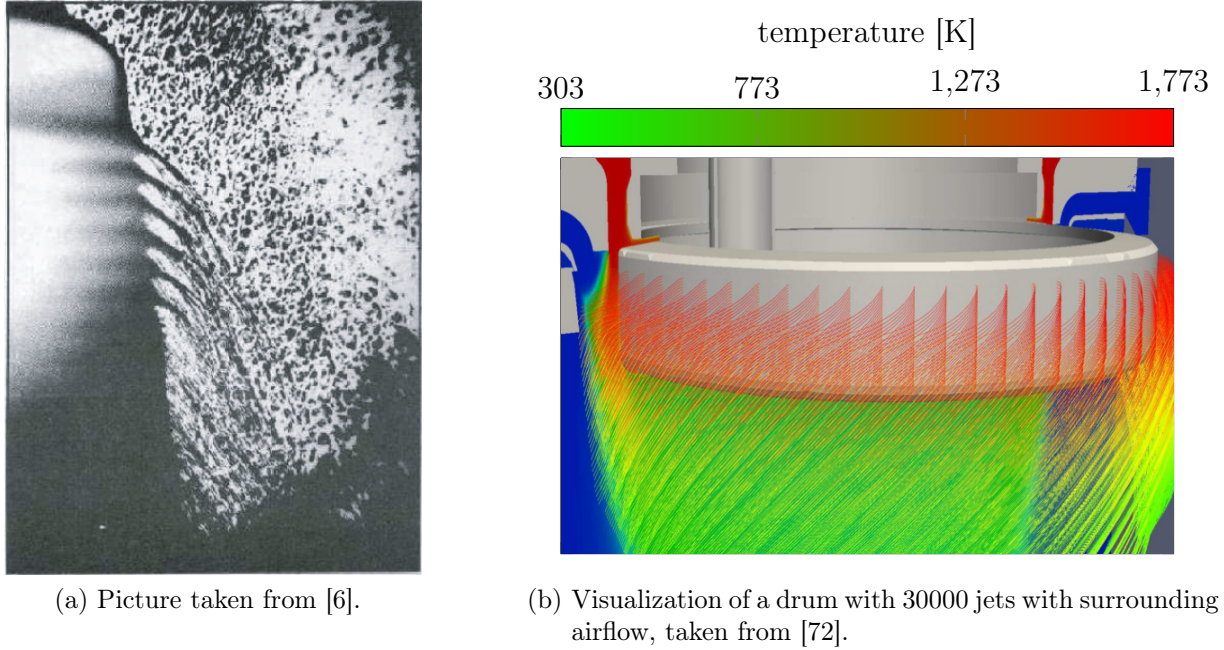 temperature [K]
303 773 1,273 1,773
(a) Picture taken from [6].
(b) Visualization of a drum with 30000 jets with surrounding
airflow, taken from [72].